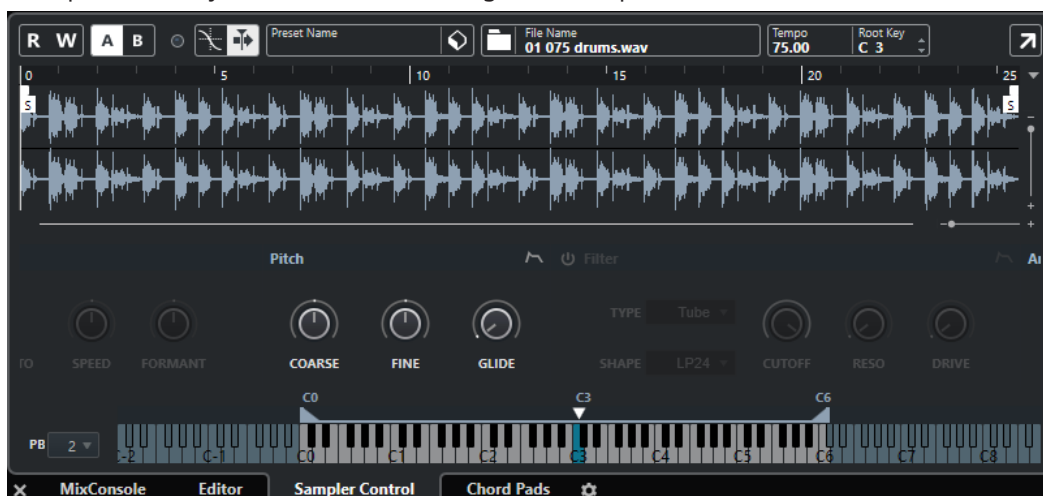 R W A B Preset Name File Name Tempo Root Key
01 075 drums.wav 75.00 C 3
0 5 10 15 20 25
S S
Pitch Filter
TYPE Tube
SPEED FORMANT COARSE FINE GLIDE SHAPE LP24 CUTOFF RESO DRIVE
C0 C3 C6
PB 2
C-1 C0 C1 C2 C3 C4 C5 C6 C7 C8
MixConsole Editor Sampler Control Chord Pads